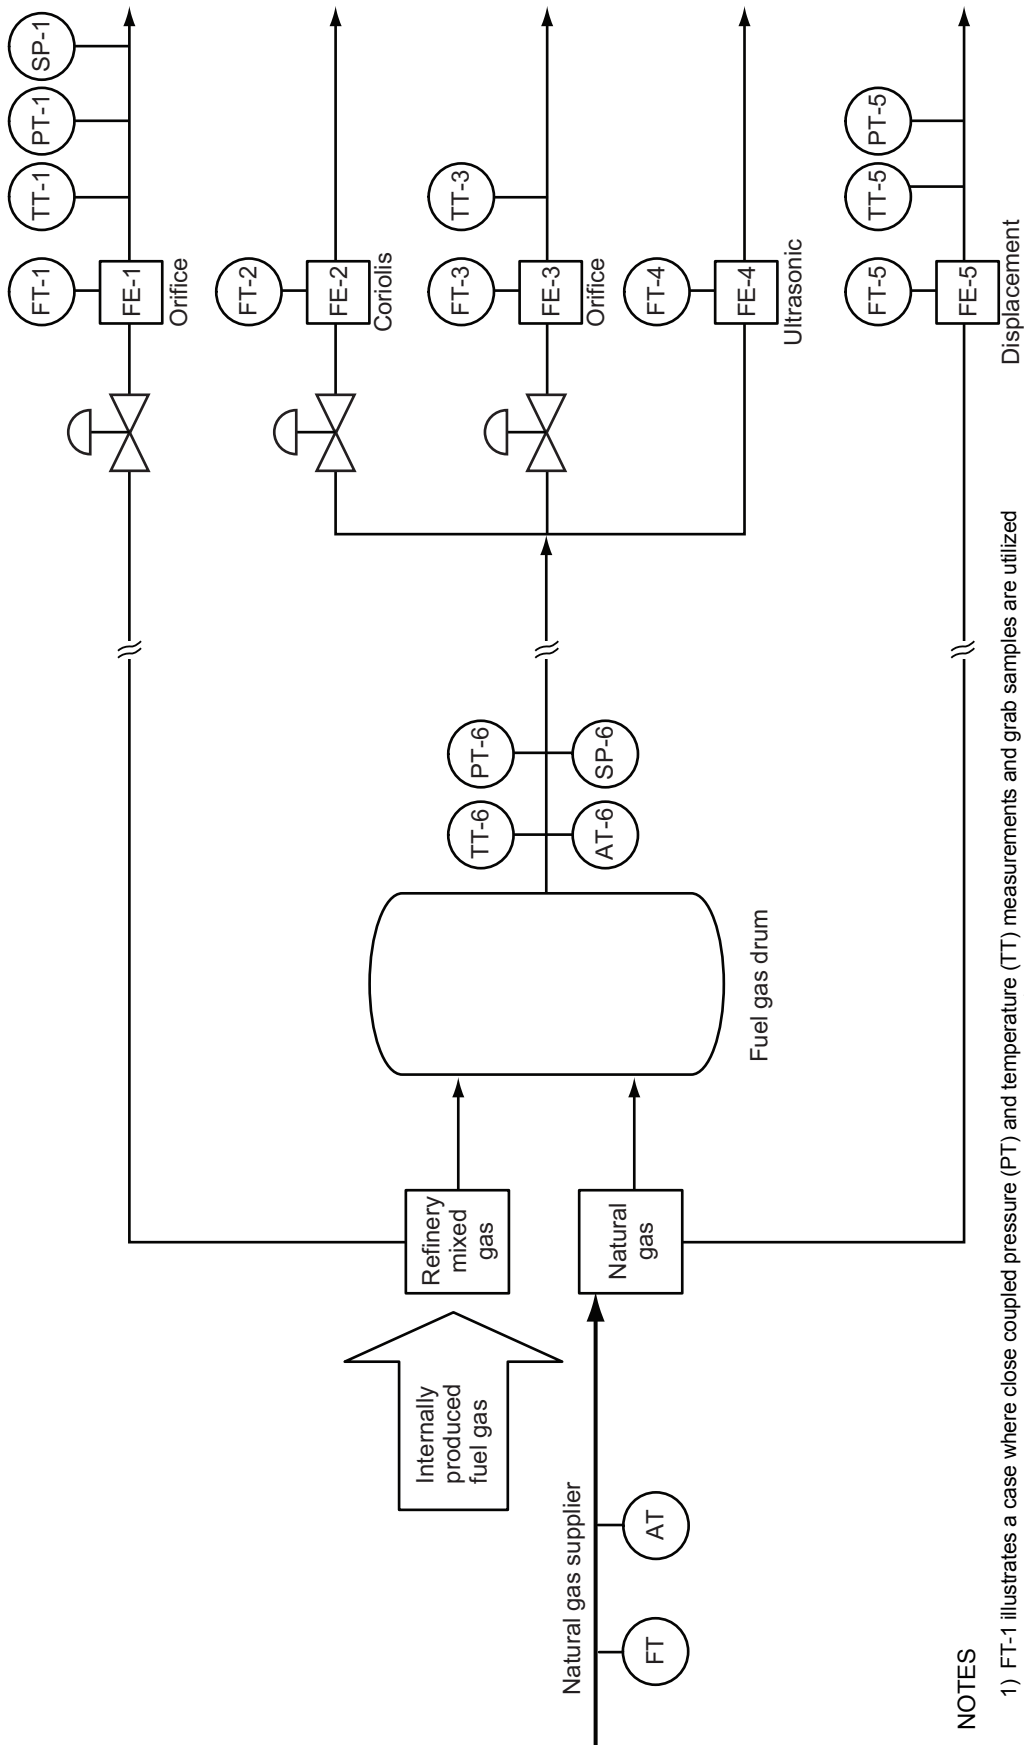 SP-1
PT-1
TT-1
FT-1
FE-1
Orifice
FT-2
FE-2
Coriolis
TT-3
FT-3
FE-3
Orifice
FT-4
FE-4
Ultrasonic
PT-5
TT-5
FT-5
FE-5
Displacement
PT-6
TT-6
SP-6
AT-6
Fuel gas drum
Refinery
mixed
gas
Natural
gas
Internally
produced
fuel gas
Natural gas supplier
AT
FT
NOTES
1) FT-1 illustrates a case where close coupled pressure (PT) and temperature (TT) measurements and grab samples are utilized